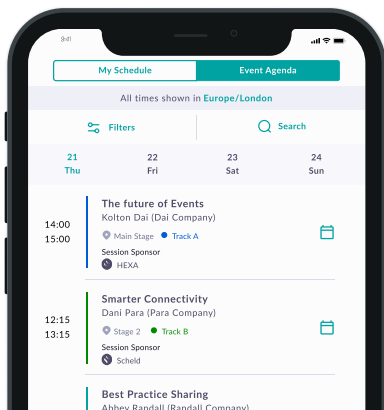 9:41
My Schedule
Event Agenda
All times shown in Europe/London
Filters
Search
21 22 23 24
Thu Fri Sat Sun
14:00
15:00
The future of Events
Kolton Dai (Dai Company)
Main Stage Track A
Session Sponsor
HEXA
12:15
13:15
Smarter Connectivity
Dani Para (Para Company)
Stage 2 Track B
Session Sponsor
Scheld
Best Practice Sharing
Abbey Randall (Randall Company)